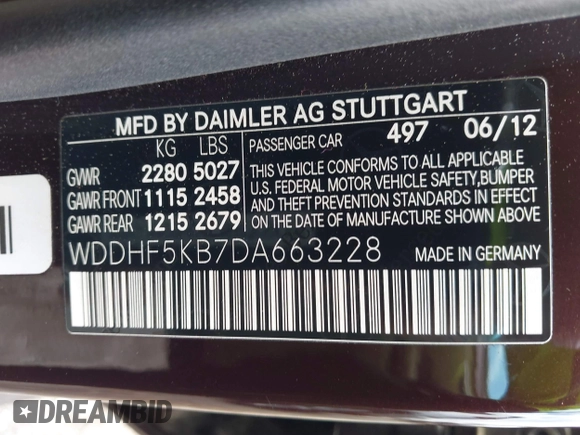 MFD BY DAIMLER AG STUTTGART
KG LBS PASSENGER CAR 497 06/12
GVWR 2280 5027
GAWR FRONT 1115 2458
GAWR REAR 1215 2679
THIS VEHICLE CONFORMS TO ALL APPLICABLE
U.S. FEDERAL MOTOR VEHICLE SAFETY,BUMPER
AND THEFT PREVENTION STANDARDS IN EFFECT
ON THE DATE OF MANUFACTURE SHOWN ABOVE.
WDDHF5KB7DA663228 MADE IN GERMANY
DREAMBID